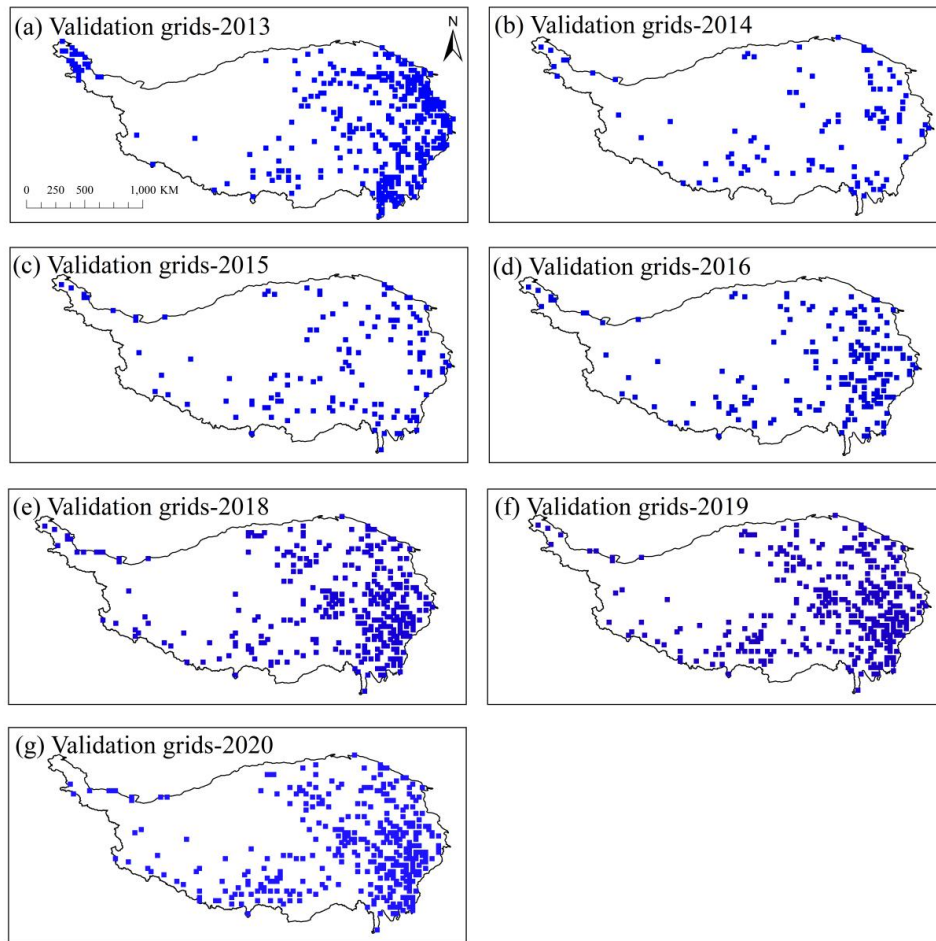 (a) Validation grids-2013
N
0 250 500 1,000 KM
(b) Validation grids-2014
(c) Validation grids-2015
(d) Validation grids-2016
(e) Validation grids-2018
(f) Validation grids-2019
(g) Validation grids-2020